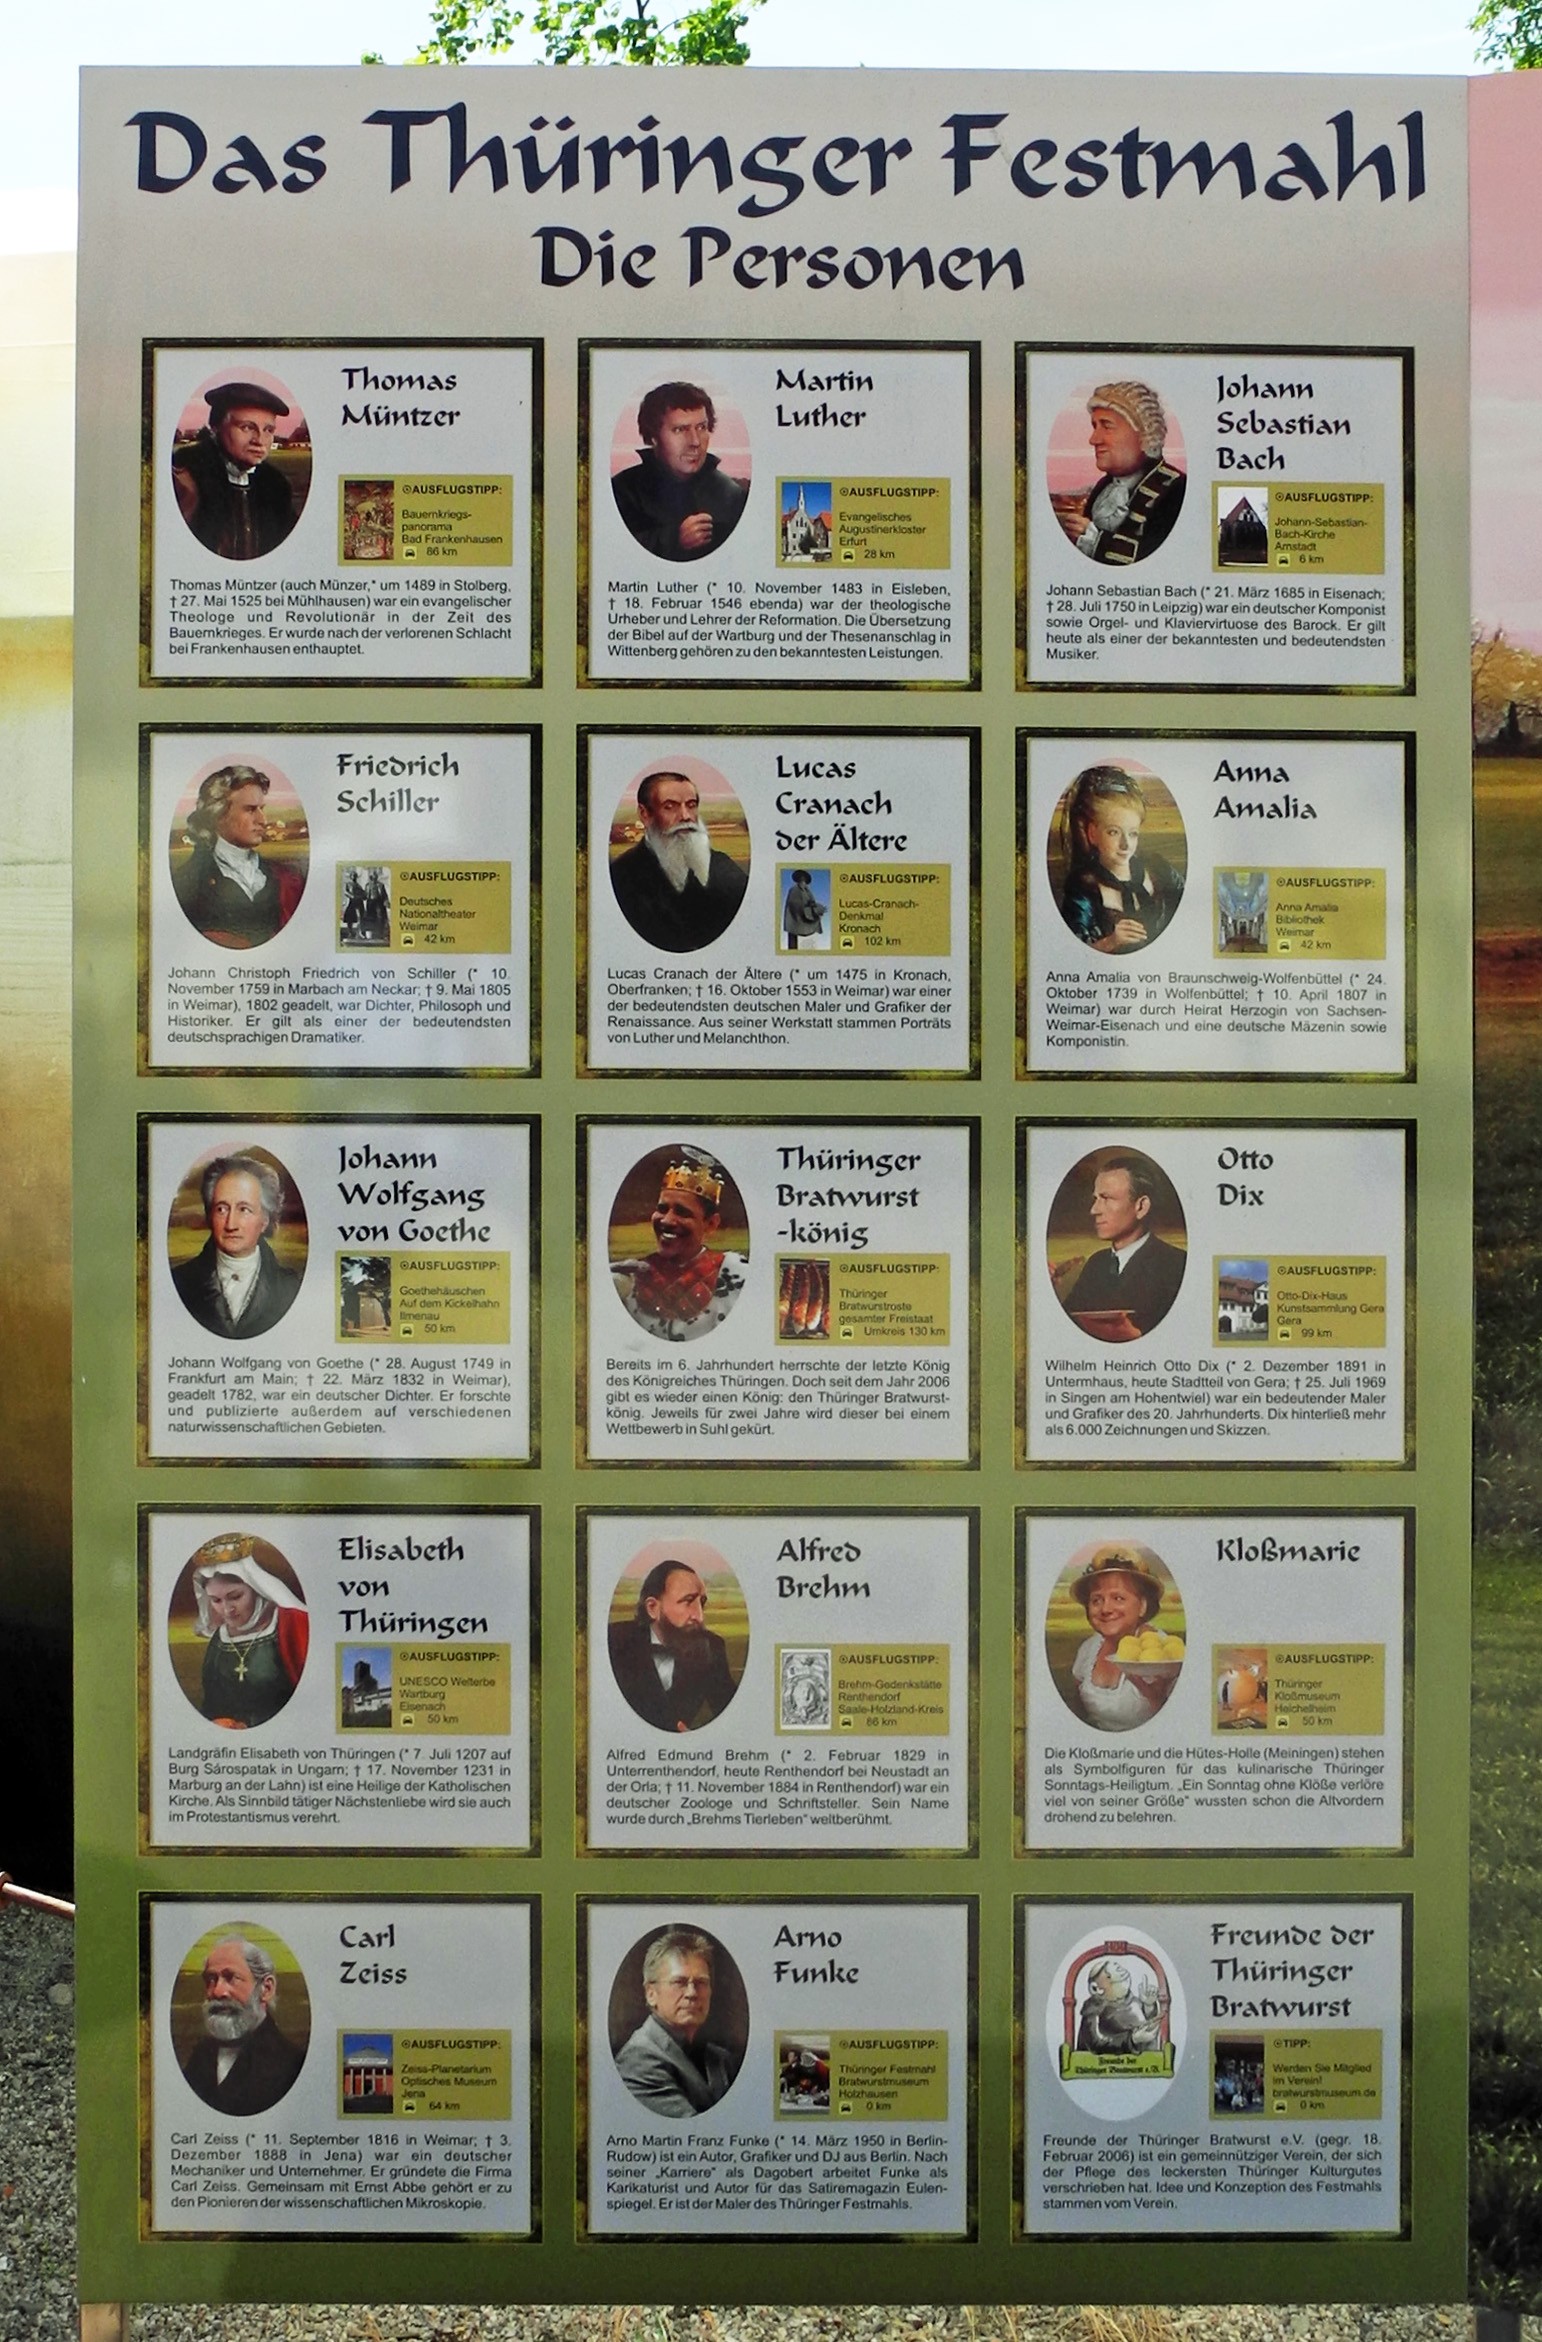 Das Thüringer Festmahl
Die Personen
Thomas
Müntzer
⊙AUSFLUGSTIPP:
Bauernkriegs-
panorama
Bad Frankenhausen
86 km
Thomas Müntzer (auch Münzer,* um 1489 in Stolberg,
† 27. Mai 1525 bei Mühlhausen) war ein evangelischer
Theologe und Revolutionär in der Zeit des
Bauernkrieges. Er wurde nach der verlorenen Schlacht
bei Frankenhausen enthauptet.
Martin
Luther
⊙AUSFLUGSTIPP:
Evangelisches
Augustinerkloster
Erfurt
28 km
Martin Luther (* 10. November 1483 in Eisleben,
† 18. Februar 1546 ebenda) war der theologische
Urheber und Lehrer der Reformation. Die Übersetzung
der Bibel auf der Wartburg und der Thesenanschlag in
Wittenberg gehören zu den bekanntesten Leistungen.
Johann
Sebastian
Bach
⊙AUSFLUGSTIPP:
Johann-Sebastian-
Bach-Kirche
Arnstadt
6 km
Johann Sebastian Bach (* 21. März 1685 in Eisenach;
† 28. Juli 1750 in Leipzig) war ein deutscher Komponist
sowie Orgel- und Klaviervirtuose des Barock. Er gilt
heute als einer der bekanntesten und bedeutendsten
Musiker.
Friedrich
Schiller
⊙AUSFLUGSTIPP:
Deutsches
Nationaltheater
Weimar
42 km
Johann Christoph Friedrich von Schiller (* 10.
November 1759 in Marbach am Neckar; † 9. Mai 1805
in Weimar), 1802 geadelt, war Dichter, Philosoph und
Historiker. Er gilt als einer der bedeutendsten
deutschsprachigen Dramatiker.
Lucas
Cranach
der Ältere
⊙AUSFLUGSTIPP:
Lucas-Cranach-
Denkmal
Kronach
102 km
Lucas Cranach der Ältere (* um 1475 in Kronach,
Oberfranken; † 16. Oktober 1553 in Weimar) war einer
der bedeutendsten deutschen Maler und Grafiker der
Renaissance. Aus seiner Werkstatt stammen Porträts
von Luther und Melanchthon.
Anna
Amalia
⊙AUSFLUGSTIPP:
Anna Amalia
Bibliothek
Weimar
42 km
Anna Amalia von Braunschweig-Wolfenbüttel (* 24.
Oktober 1739 in Wolfenbüttel; † 10. April 1807 in
Weimar) war durch Heirat Herzogin von Sachsen-
Weimar-Eisenach und eine deutsche Mäzenin sowie
Komponistin.
Johann
Wolfgang
von Goethe
⊙AUSFLUGSTIPP:
Goethehäuschen
Auf dem Kickelhahn
Ilmenau
50 km
Johann Wolfgang von Goethe (* 28. August 1749 in
Frankfurt am Main; † 22. März 1832 in Weimar),
geadelt 1782, war ein deutscher Dichter. Er forschte
und publizierte außerdem auf verschiedenen
naturwissenschaftlichen Gebieten.
Thüringer
Bratwurst
-könig
⊙AUSFLUGSTIPP:
Thüringer
Bratwurstroste
gesamter Freistaat
Umkreis 130 km
Bereits im 6. Jahrhundert herrschte der letzte König
des Königreiches Thüringen. Doch seit dem Jahr 2006
gibt es wieder einen König: den Thüringer Bratwurst-
könig. Jeweils für zwei Jahre wird dieser bei einem
Wettbewerb in Suhl gekürt.
Otto
Dix
⊙AUSFLUGSTIPP:
Otto-Dix-Haus
Kunstsammlung Gera
Gera
99 km
Wilhelm Heinrich Otto Dix (* 2. Dezember 1891 in
Untermhaus, heute Stadtteil von Gera; † 25. Juli 1969
in Singen am Hohentwiel) war ein bedeutender Maler
und Grafiker des 20. Jahrhunderts. Dix hinterließ mehr
als 6.000 Zeichnungen und Skizzen.
Elisabeth
von
Thüringen
⊙AUSFLUGSTIPP:
UNESCO Welterbe
Wartburg
Eisenach
50 km
Landgräfin Elisabeth von Thüringen (* 7. Juli 1207 auf
Burg Sárospatak in Ungarn; † 17. November 1231 in
Marburg an der Lahn) ist eine Heilige der Katholischen
Kirche. Als Sinnbild tätiger Nächstenliebe wird sie auch
im Protestantismus verehrt.
Alfred
Brehm
⊙AUSFLUGSTIPP:
Brehm-Gedenkstätte
Renthendorf
Saale-Holzland-Kreis
86 km
Alfred Edmund Brehm (* 2. Februar 1829 in
Unterrenthendorf, heute Renthendorf bei Neustadt an
der Orla; † 11. November 1884 in Renthendorf) war ein
deutscher Zoologe und Schriftsteller. Sein Name
wurde durch „Brehms Tierleben“ weltberühmt.
Kloßmarie
⊙AUSFLUGSTIPP:
Thüringer
Kloßmuseum
Heichelheim
50 km
Die Kloßmarie und die Hütes-Holle (Meiningen) stehen
als Symbolfiguren für das kulinarische Thüringer
Sonntags-Heiligtum. „Ein Sonntag ohne Klöße verlöre
viel von seiner Größe“ wussten schon die Altvordern
drohend zu belehren.
Carl
Zeiss
⊙AUSFLUGSTIPP:
Zeiss-Planetarium
Optisches Museum
Jena
64 km
Carl Zeiss (* 11. September 1816 in Weimar; † 3.
Dezember 1888 in Jena) war ein deutscher
Mechaniker und Unternehmer. Er gründete die Firma
Carl Zeiss. Gemeinsam mit Ernst Abbe gehört er zu
den Pionieren der wissenschaftlichen Mikroskopie.
Arno
Funke
⊙AUSFLUGSTIPP:
Thüringer Festmahl
Bratwurstmuseum
Holzhausen
0 km
Arno Martin Franz Funke (* 14. März 1950 in Berlin-
Rudow) ist ein Autor, Grafiker und DJ aus Berlin. Nach
seiner „Karriere“ als Dagobert arbeitet Funke als
Karikaturist und Autor für das Satiremagazin Eulen-
spiegel. Er ist der Maler des Thüringer Festmahls.
Freunde der
Thüringer
Bratwurst
Freunde der
Thüringer Bratwurst e.V.
⊙TIPP:
Werden Sie Mitglied
im Verein!
bratwurstmuseum.de
0 km
Freunde der Thüringer Bratwurst e.V. (gegr. 18.
Februar 2006) ist ein gemeinnütziger Verein, der sich
der Pflege des leckersten Thüringer Kulturgutes
verschrieben hat. Idee und Konzeption des Festmahls
stammen vom Verein.